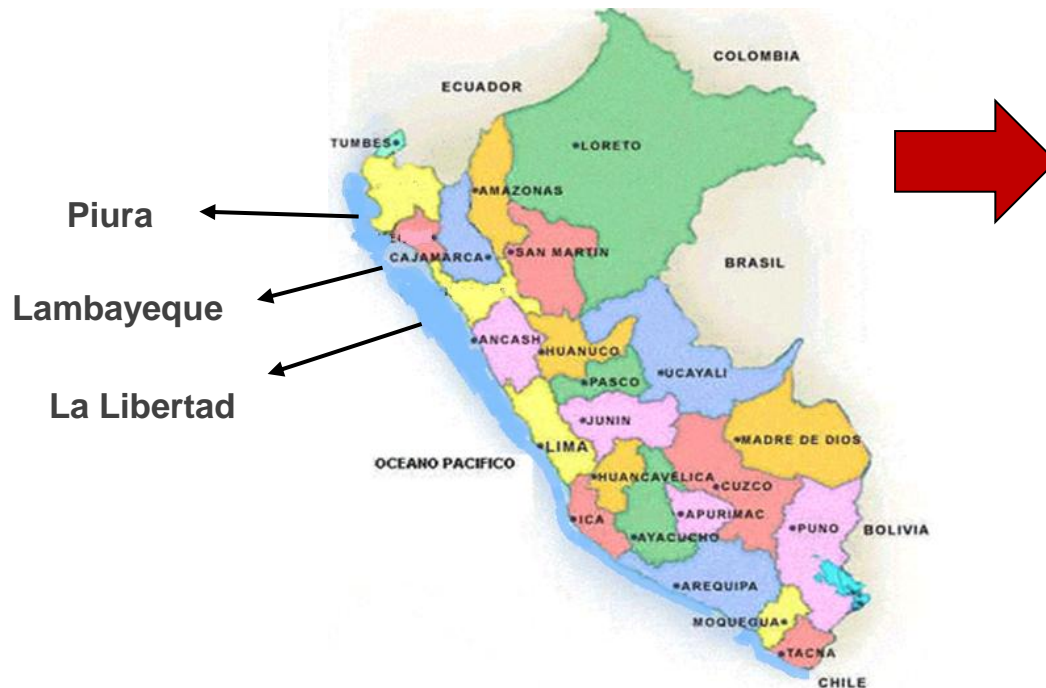 COLOMBIA
ECUADOR
TUMBES
LORETO
AMAZONAS
Piura
CAJAMARCA
SAN MARTIN
BRASIL
Lambayeque
ANCASH
HUANUCO
UCAYALI
PASCO
La Libertad
JUNIN
MADRE DE DIOS
LIMA
OCEANO PACIFICO
HUANCAVELICA
CUZCO
ICA
APURIMAC
PUNO
BOLIVIA
AYACUCHO
AREQUIPA
MOQUEGUA
TACNA
CHILE